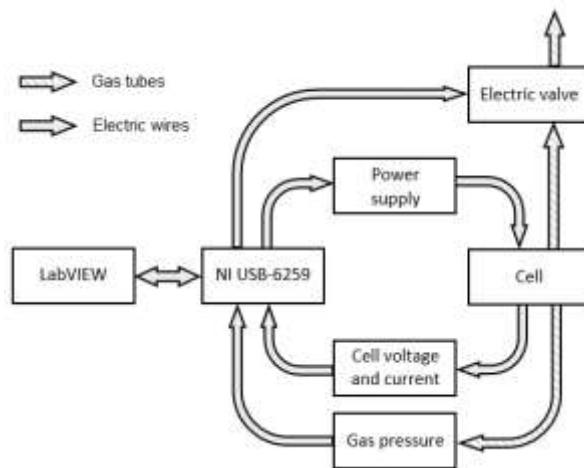 Gas tubes
Electric wires
Electric valve
Power
supply
LabVIEW
NI USB-6259
Cell
Cell voltage
and current
Gas pressure